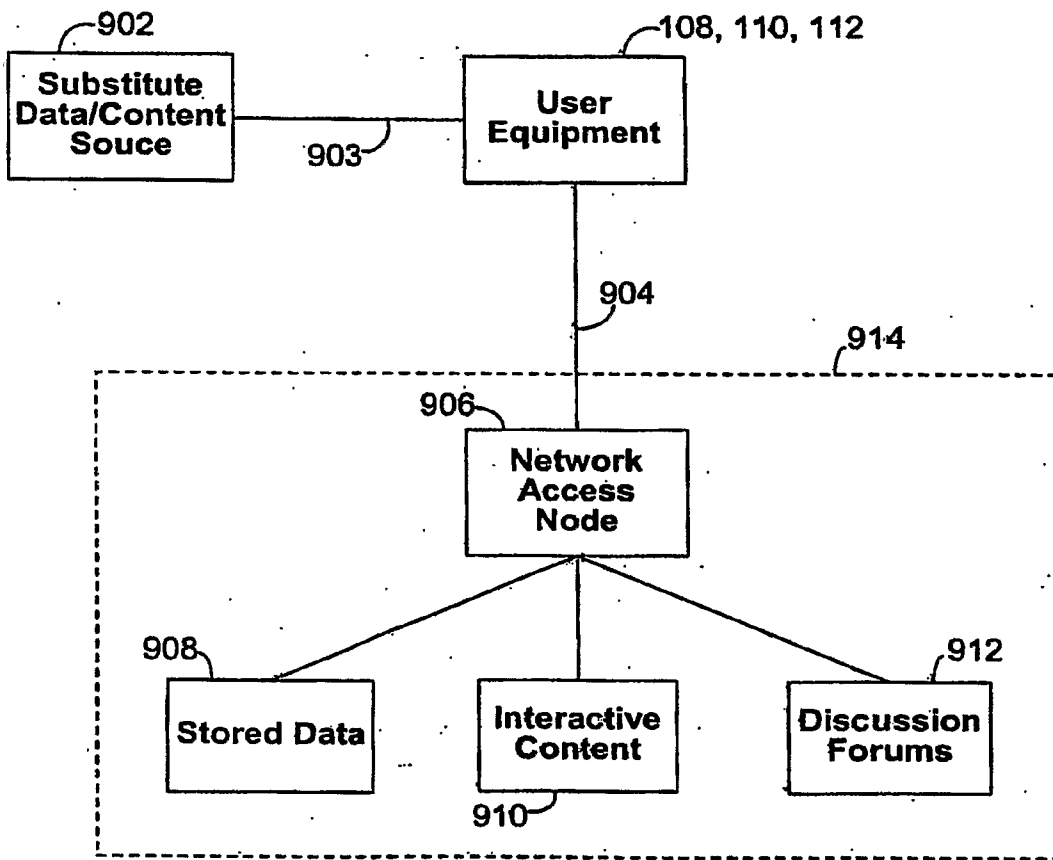 902
108, 110, 112
Substitute
Data/Content
Souce
User
Equipment
903
904
914
906
Network
Access
Node
908
912
Stored Data
Interactive
Content
Discussion
Forums
910